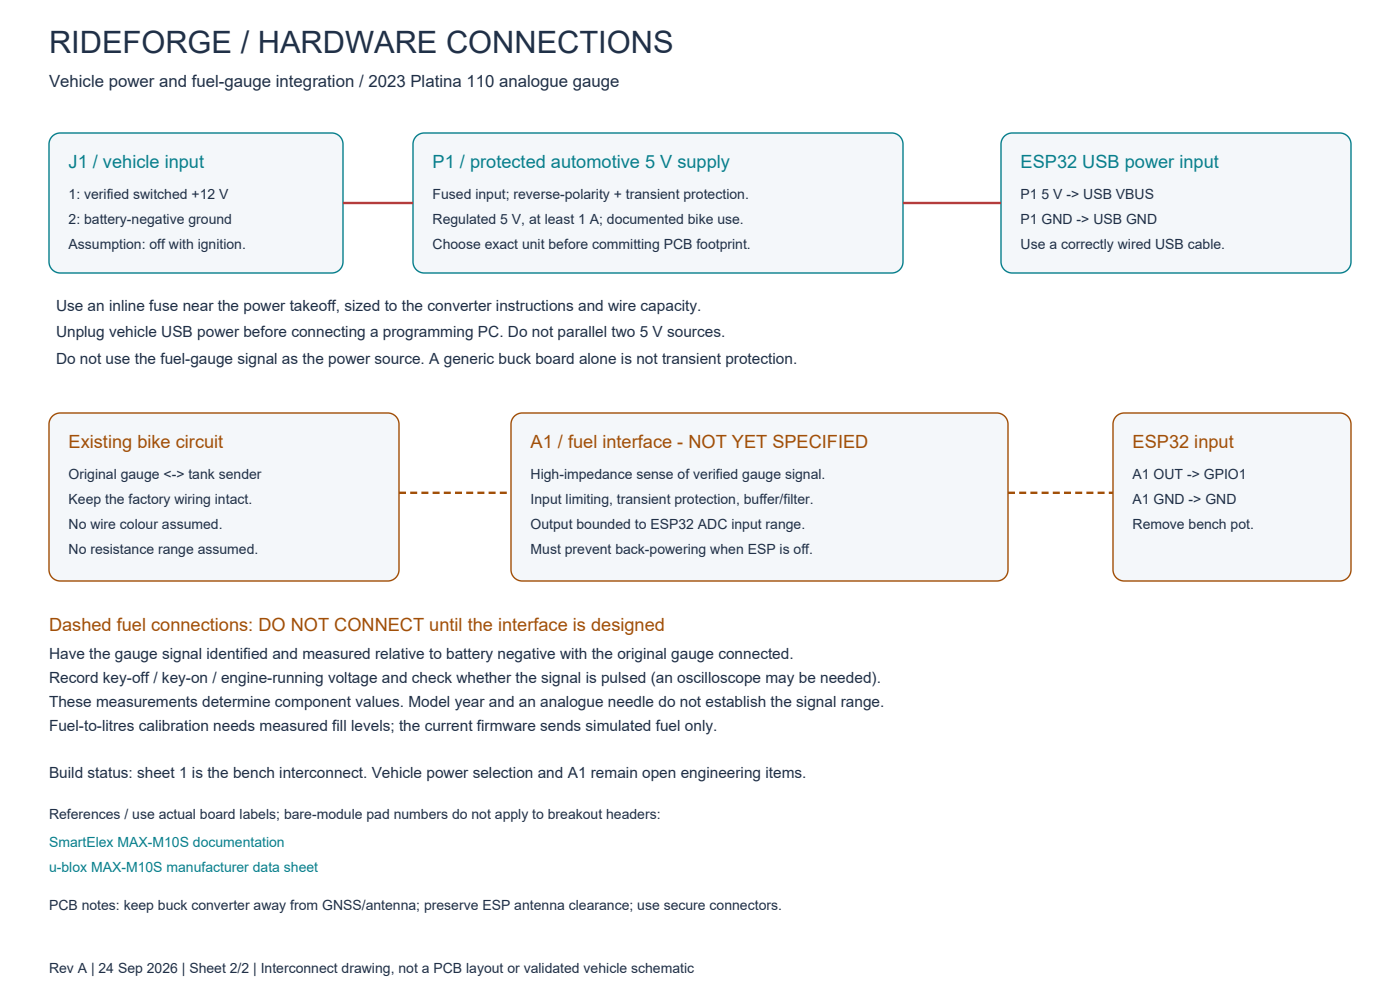 RIDEFORGE / HARDWARE CONNECTIONS
Vehicle power and fuel-gauge integration / 2023 Platina 110 analogue gauge
J1 / vehicle input
1: verified switched +12 V
2: battery-negative ground
Assumption: off with ignition.
P1 / protected automotive 5 V supply
Fused input; reverse-polarity + transient protection.
Regulated 5 V, at least 1 A; documented bike use.
Choose exact unit before committing PCB footprint.
ESP32 USB power input
P1 5 V -> USB VBUS
P1 GND -> USB GND
Use a correctly wired USB cable.
Use an inline fuse near the power takeoff, sized to the converter instructions and wire capacity.
Unplug vehicle USB power before connecting a programming PC. Do not parallel two 5 V sources.
Do not use the fuel-gauge signal as the power source. A generic buck board alone is not transient protection.
Existing bike circuit
Original gauge <-> tank sender
Keep the factory wiring intact.
No wire colour assumed.
No resistance range assumed.
A1 / fuel interface - NOT YET SPECIFIED
High-impedance sense of verified gauge signal.
Input limiting, transient protection, buffer/filter.
Output bounded to ESP32 ADC input range.
Must prevent back-powering when ESP is off.
ESP32 input
A1 OUT -> GPIO1
A1 GND -> GND
Remove bench pot.
Dashed fuel connections: DO NOT CONNECT until the interface is designed
Have the gauge signal identified and measured relative to battery negative with the original gauge connected.
Record key-off / key-on / engine-running voltage and check whether the signal is pulsed (an oscilloscope may be needed).
These measurements determine component values. Model year and an analogue needle do not establish the signal range.
Fuel-to-litres calibration needs measured fill levels; the current firmware sends simulated fuel only.
Build status: sheet 1 is the bench interconnect. Vehicle power selection and A1 remain open engineering items.
References / use actual board labels; bare-module pad numbers do not apply to breakout headers:
SmartElex MAX-M10S documentation
u-blox MAX-M10S manufacturer data sheet
PCB notes: keep buck converter away from GNSS/antenna; preserve ESP antenna clearance; use secure connectors.
Rev A | 24 Sep 2026 | Sheet 2/2 | Interconnect drawing, not a PCB layout or validated vehicle schematic